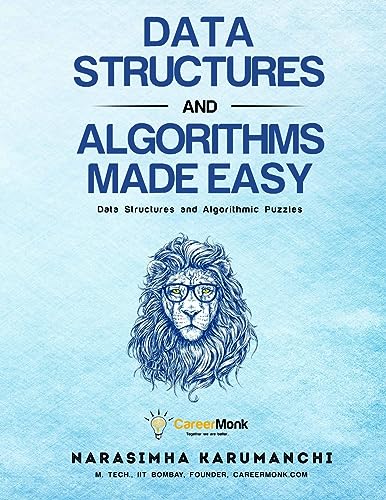 DATA
STRUCTURES
AND
ALGORITHMS
MADE EASY
Data Structures and Algorithmic Puzzles
CareerMonk
Together we are better.
NARASIMHA KARUMANCHI
M. TECH., IIT BOMBAY, FOUNDER, CAREERMONK.COM